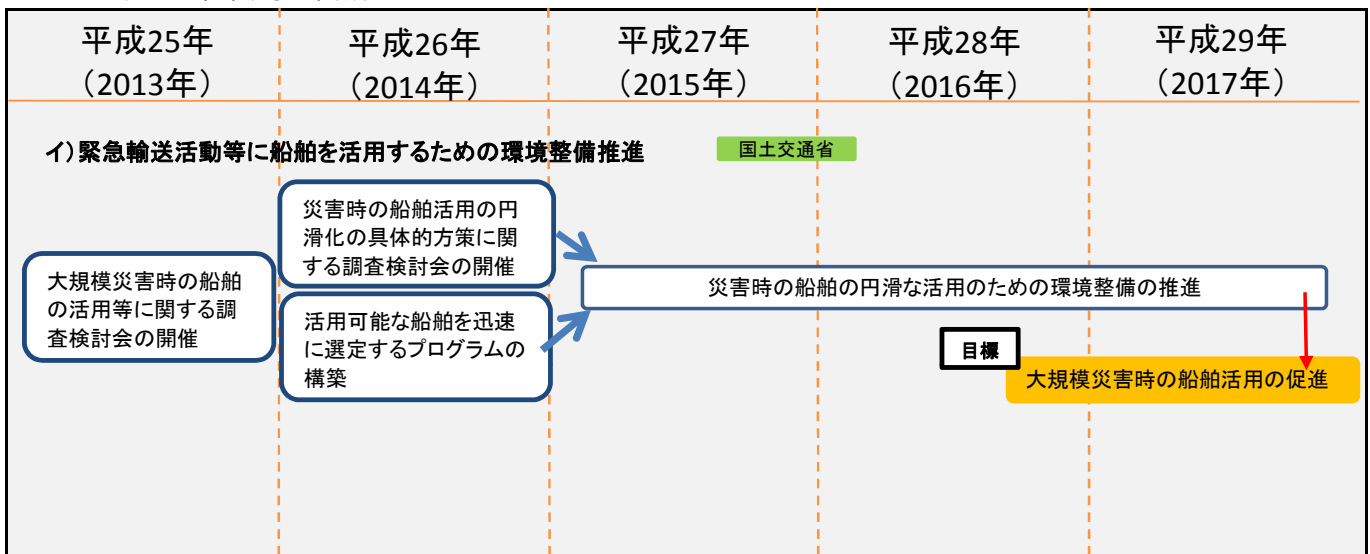 平成25年
(2013年)
平成26年
(2014年)
平成27年
(2015年)
平成28年
(2016年)
平成29年
(2017年)
イ)緊急輸送活動等に船舶を活用するための環境整備推進
国土交通省
大規模災害時の船舶
の活用等に関する調
査検討会の開催
災害時の船舶活用の円
滑化の具体的方策に関
する調査検討会の開催
活用可能な船舶を迅速
に選定するプログラムの
構築
災害時の船舶の円滑な活用のための環境整備の推進
目標
大規模災害時の船舶活用の促進